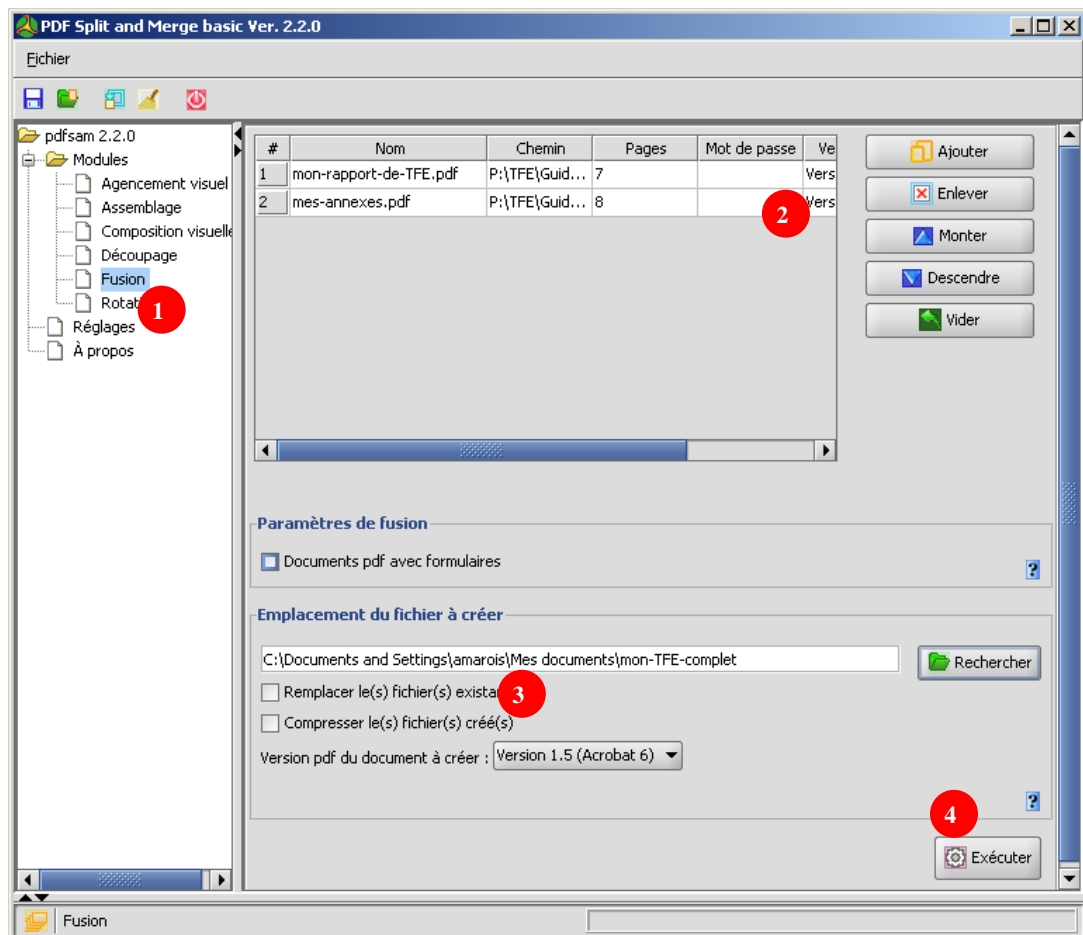 PDF Split and Merge basic Ver. 2.2.0
Fichier
pdfsam 2.2.0
Modules
Agencement visuel
Assemblage
Composition visuelle
Découpage
Fusion
1
Réglages
À propos
# Nom Chemin Pages Mot de passe Ve
1 mon-rapport-de-TFE.pdf P:\TFE\Guid... 7 Vers
2 mes-annexes.pdf P:\TFE\Guid... 8 Vers
2
Ajouter
Enlever
Monter
Descendre
Vider
Paramètres de fusion
Documents pdf avec formulaires
?
Emplacement du fichier à créer
C:\Documents and Settings\amarois\Mes documents\mon-TFE-complet
Rechercher
Remplacer le(s) fichier(s) exista
3
Compresser le(s) fichier(s) créé(s)
Version pdf du document à créer : Version 1.5 (Acrobat 6)
?
4
Exécuter
Fusion